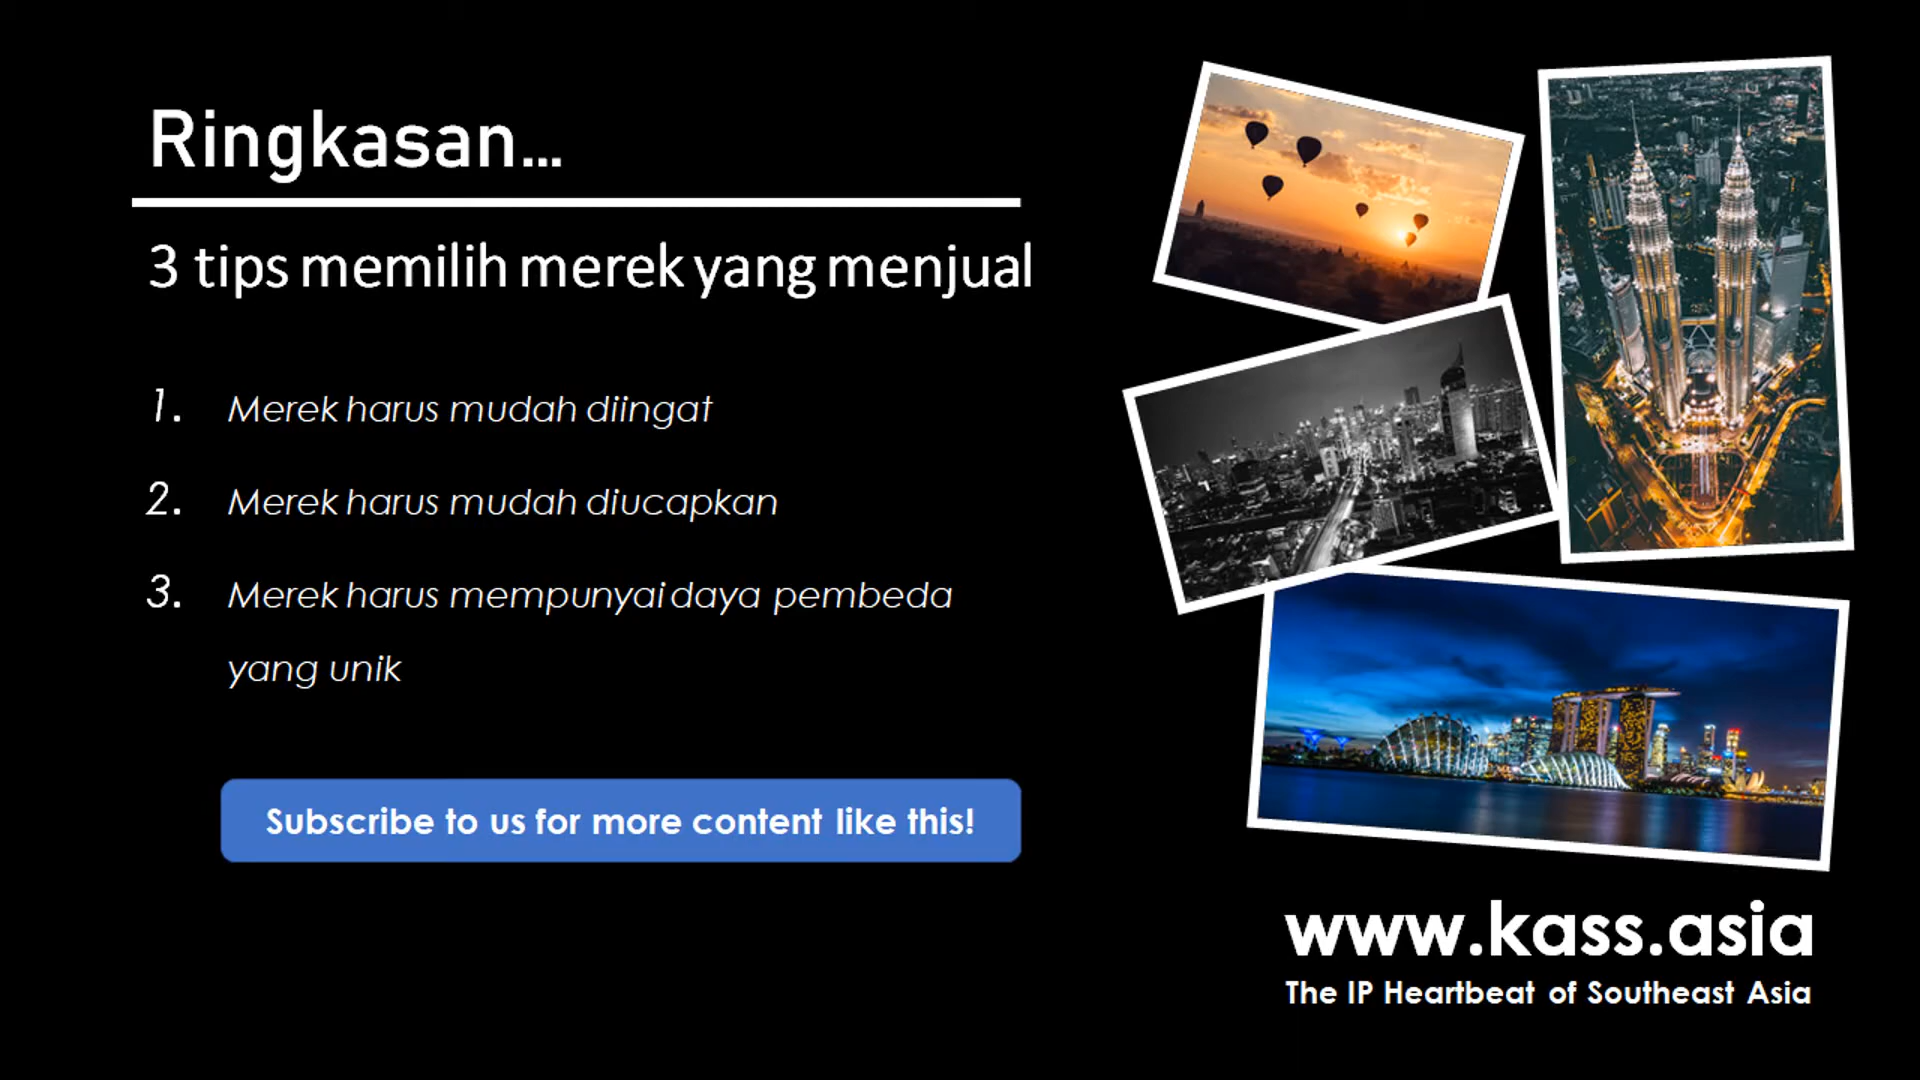 Ringkasan...
3 tips memilih merek yang menjual
1. Merek harus mudah diingat
2. Merek harus mudah diucapkan
3. Merek harus mempunyai daya pembeda
yang unik
Subscribe to us for more content like this!
www.kass.asia
The IP Heartbeat of Southeast Asia